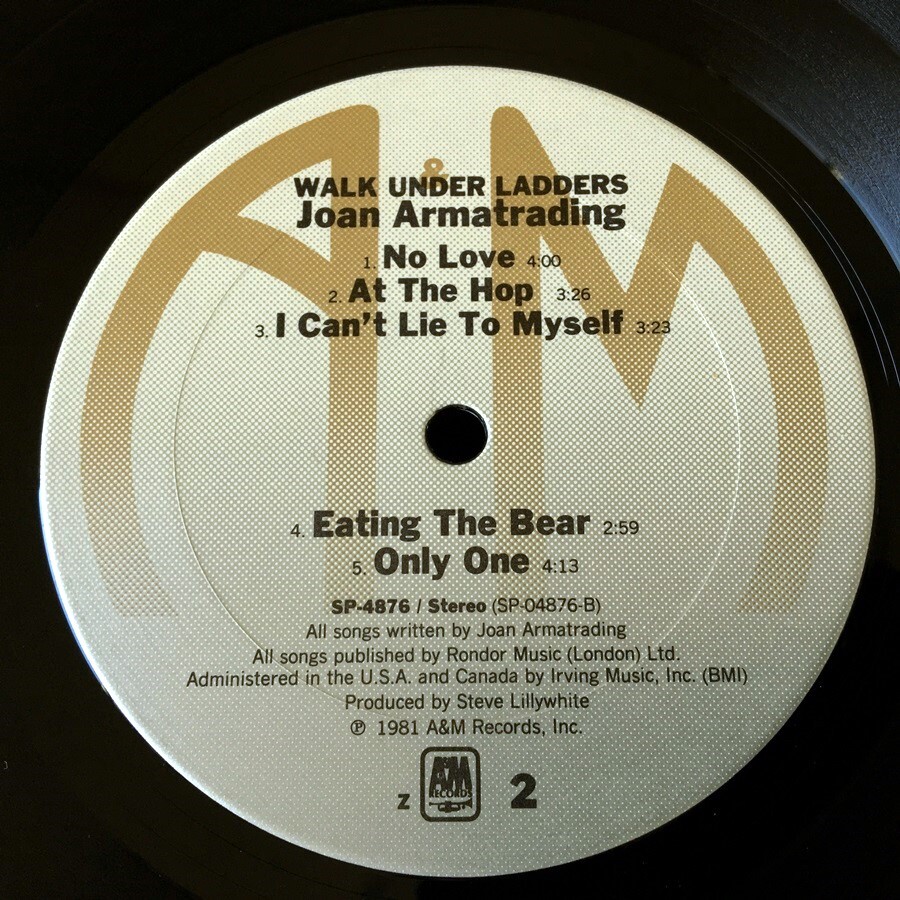 A & M
WALK UNDER LADDERS
Joan Armatrading
1. No Love 4:00
2. At The Hop 3:26
3. I Can't Lie To Myself 3:23
4. Eating The Bear 2:59
5. Only One 4:13
SP-4876 / Stereo (SP-04876-B)
All songs written by Joan Armatrading
All songs published by Rondor Music (London) Ltd.
Administered in the U.S.A. and Canada by Irving Music, Inc. (BMI)
Produced by Steve Lillywhite
℗ 1981 A&M Records, Inc.
A&M
RECORDS
Z 2